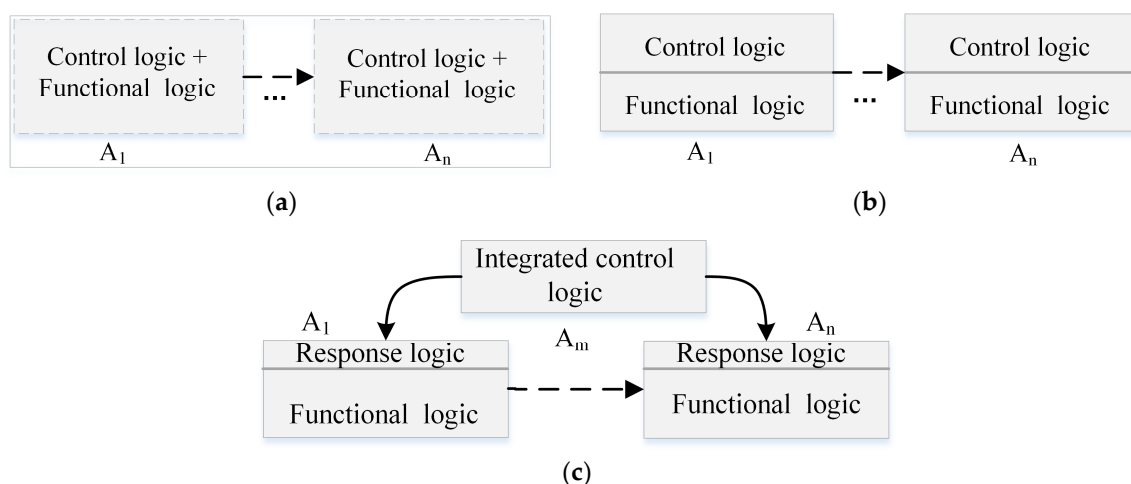 Control logic +
Functional logic
...
Control logic +
Functional logic
A1
An
(a)
Control logic
Functional logic
...
Control logic
Functional logic
A1
An
(b)
Integrated control
logic
A1
Am
An
Response logic
Functional logic
Response logic
Functional logic
(c)